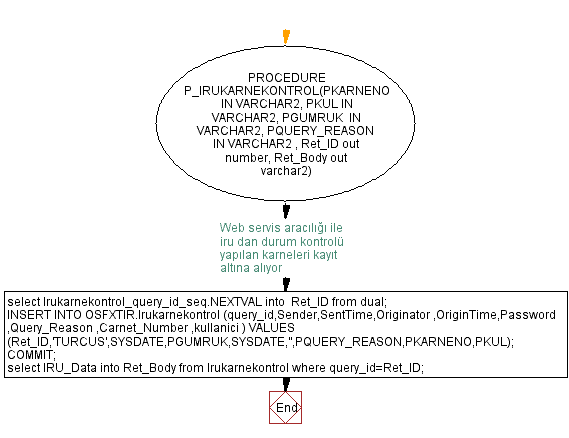 PROCEDURE
P_IRUKARNEKONTROL(PKARNENO
IN VARCHAR2, PKUL IN
VARCHAR2, PGUMRUK  IN
VARCHAR2, PQUERY_REASON
IN VARCHAR2 , Ret_ID out
number, Ret_Body out
varchar2)
Web servis aracılığı ile
iru dan durum kontrolü
yapılan karneleri kayıt
altına alıyor
select Irukarnekontrol_query_id_seq.NEXTVAL into  Ret_ID from dual;
INSERT INTO OSFXTIR.Irukarnekontrol (query_id,Sender,SentTime,Originator ,OriginTime,Password
,Query_Reason ,Carnet_Number ,kullanici ) VALUES
(Ret_ID,'TURCUS',SYSDATE,PGUMRUK,SYSDATE,'',PQUERY_REASON,PKARNENO,PKUL);
COMMIT;
select IRU_Data into Ret_Body from Irukarnekontrol where query_id=Ret_ID;
End